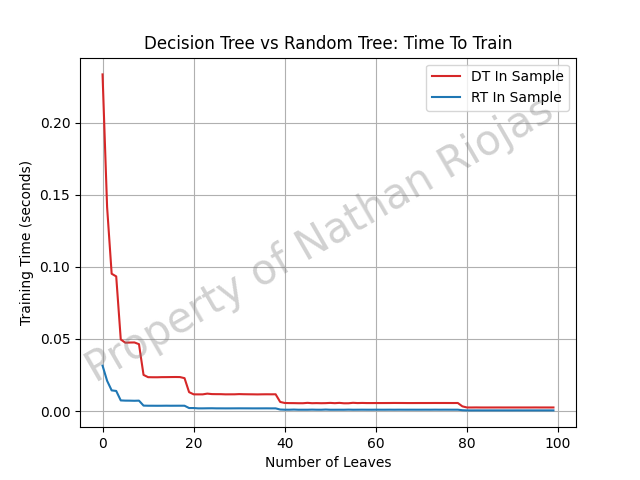 Decision Tree vs Random Tree: Time To Train
DT In Sample
RT In Sample
0.20
0.15
0.10
0.05
0.00
Training Time (seconds)
Property of Nathan Riojas
0 20 40 60 80 100
Number of Leaves